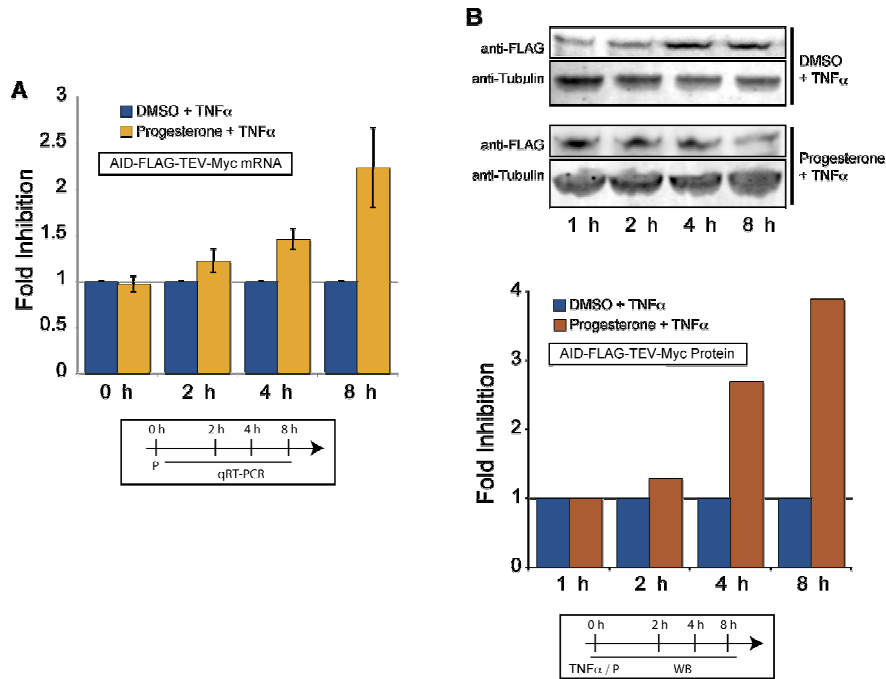 A
3
2.5
2
1.5
1
0.5
0
Fold Inhibition
DMSO + TNFα
Progesterone + TNFα
AID-FLAG-TEV-Myc mRNA
0 h
2 h
4 h
8 h
0 h
2 h
4 h
8 h
P
qRT-PCR
B
anti-FLAG
anti-Tubulin
DMSO
+ TNFα
anti-FLAG
anti-Tubulin
Progesterone
+ TNFα
1 h
2 h
4 h
8 h
4
3
2
1
0
Fold Inhibition
DMSO + TNFα
Progesterone + TNFα
AID-FLAG-TEV-Myc Protein
1 h
2 h
4 h
8 h
0 h
2 h
4 h
8 h
TNFα / P
WB